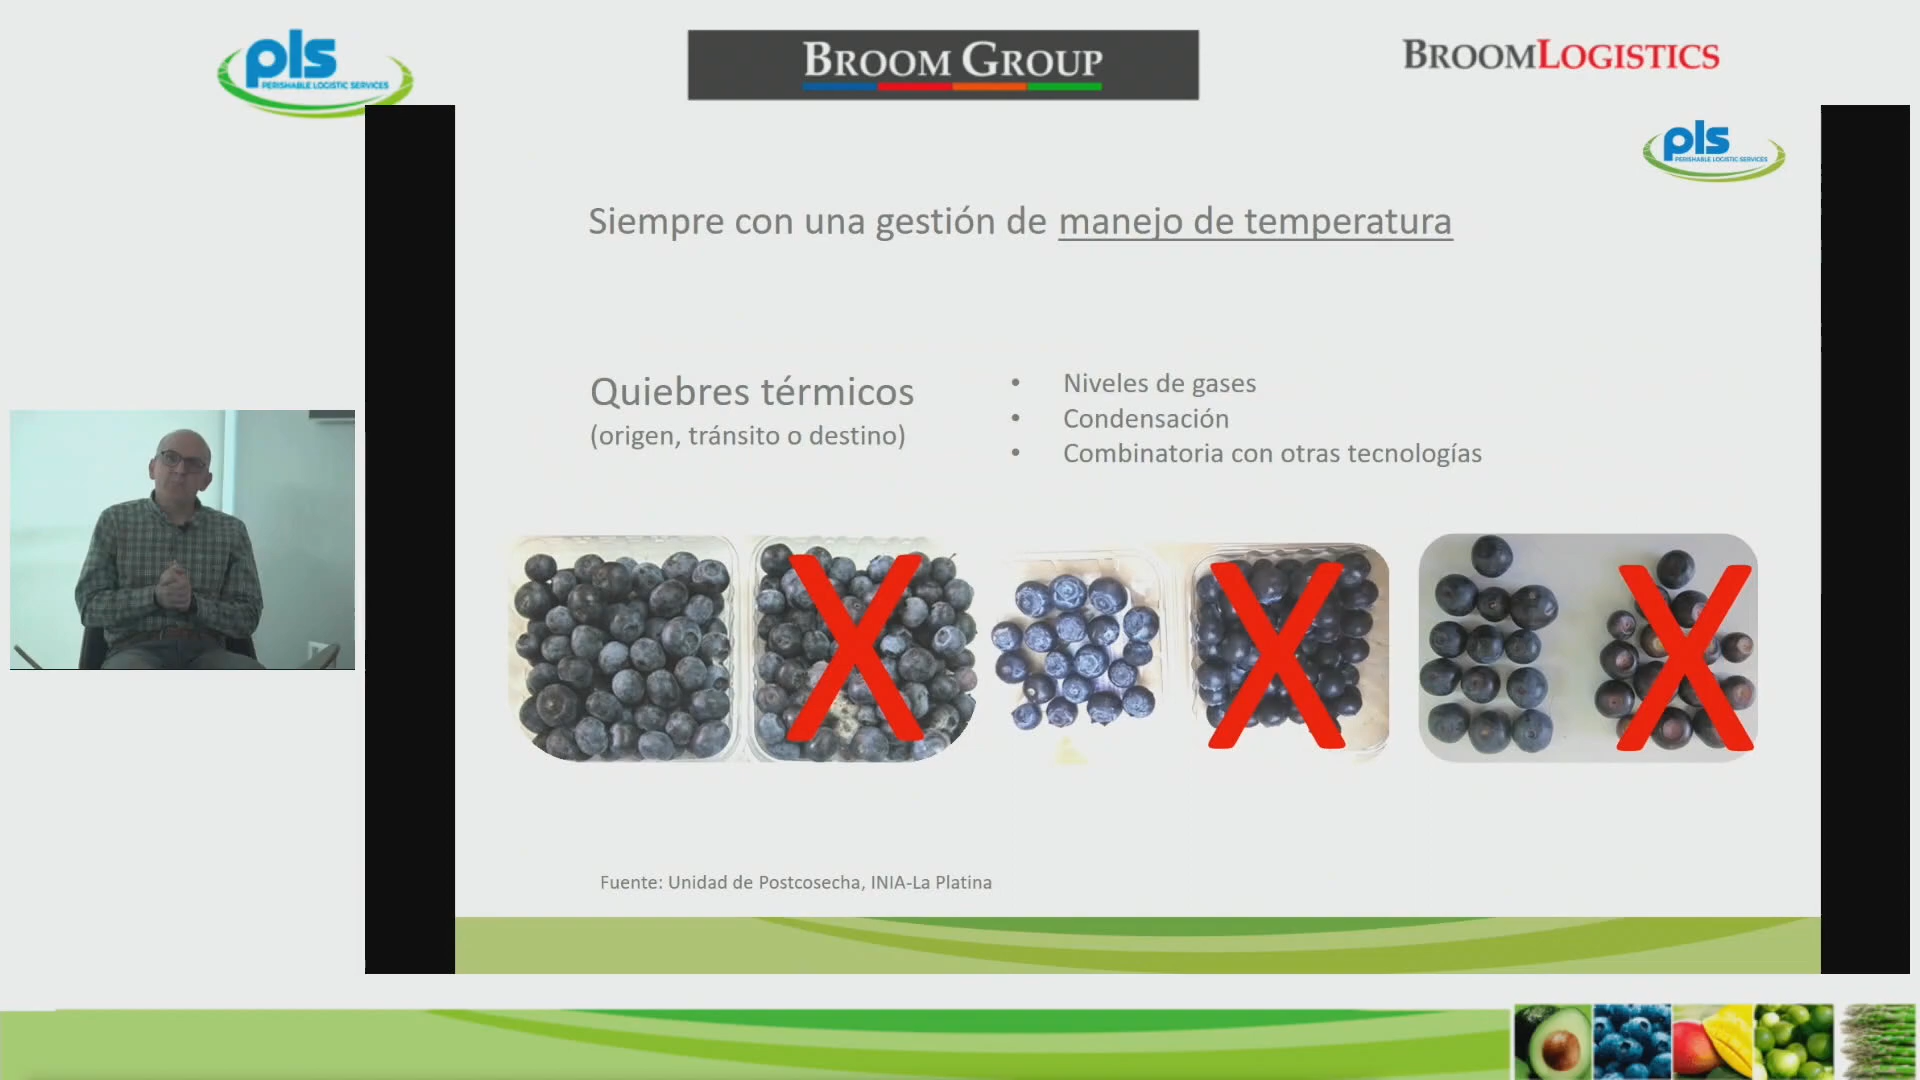 pls
PERISHABLE LOGISTIC SERVICES
BROOM GROUP
BROOMLOGISTICS
pls
PERISHABLE LOGISTIC SERVICES
Siempre con una gestión de manejo de temperatura
Quiebres térmicos
(origen, tránsito o destino)
• Niveles de gases
• Condensación
• Combinatoria con otras tecnologías
X
X
X
Fuente: Unidad de Postcosecha, INIA-La Platina